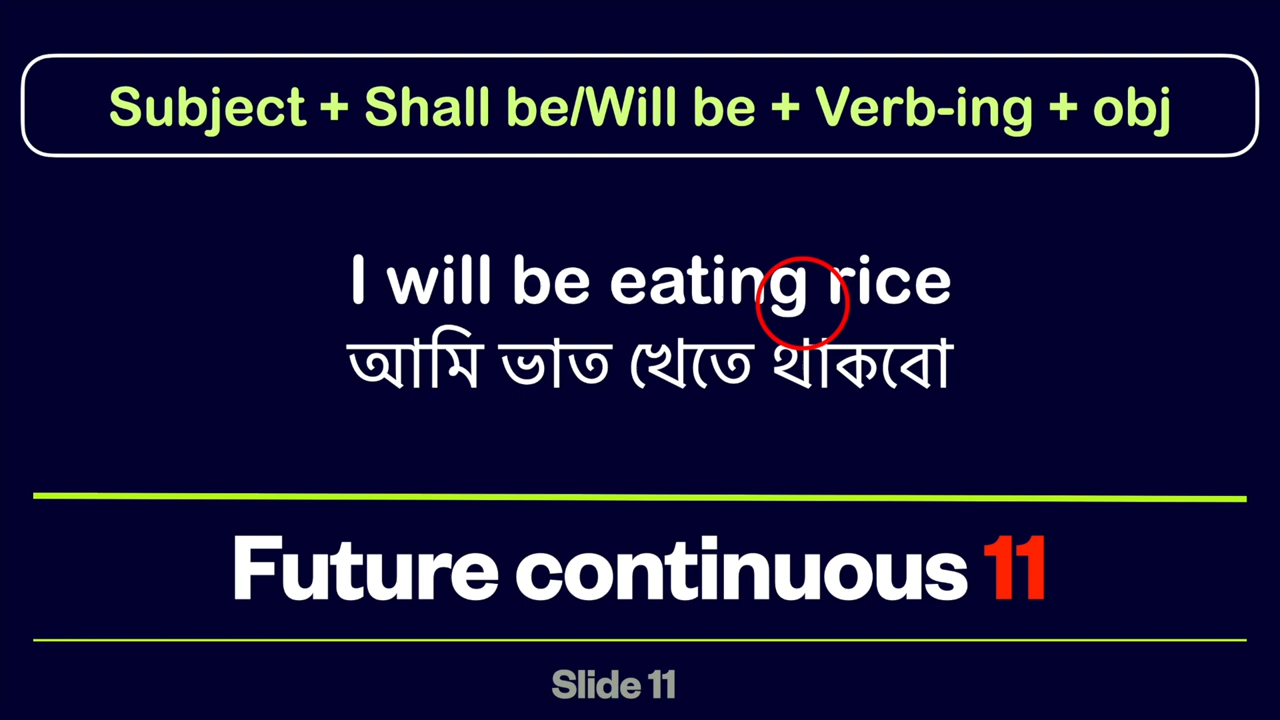 Subject + Shall be/Will be + Verb-ing + obj
I will be eating rice
আমি ভাত খেতে থাকবো
Future continuous 11
Slide 11